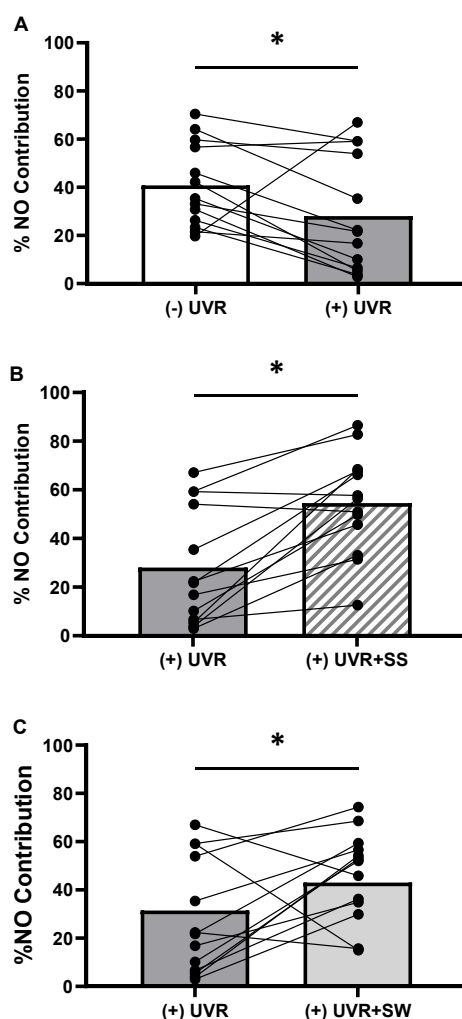 A
*
100
80
60
40
20
0
% NO Contribution
(-) UVR
(+) UVR
B
*
100
80
60
40
20
0
% NO Contribution
(+) UVR
(+) UVR+SS
C
*
100
80
60
40
20
0
%NO Contribution
(+) UVR
(+) UVR+SW